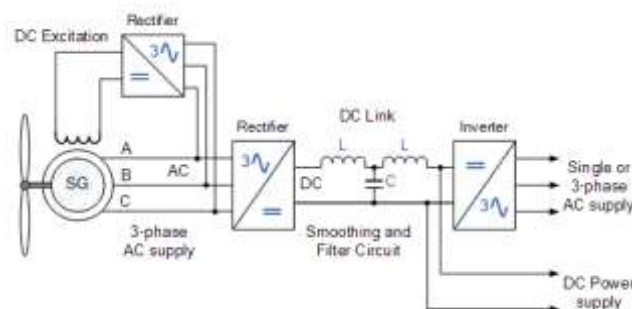 Rectifier
DC Excitation
3
Rectifier
DC Link
Inverter
A
AC
3
L
L
SG
B
DC
C
Single or
3-phase
AC supply
C
3
3-phase
AC supply
Smoothing and
Filter Circuit
DC Power
supply